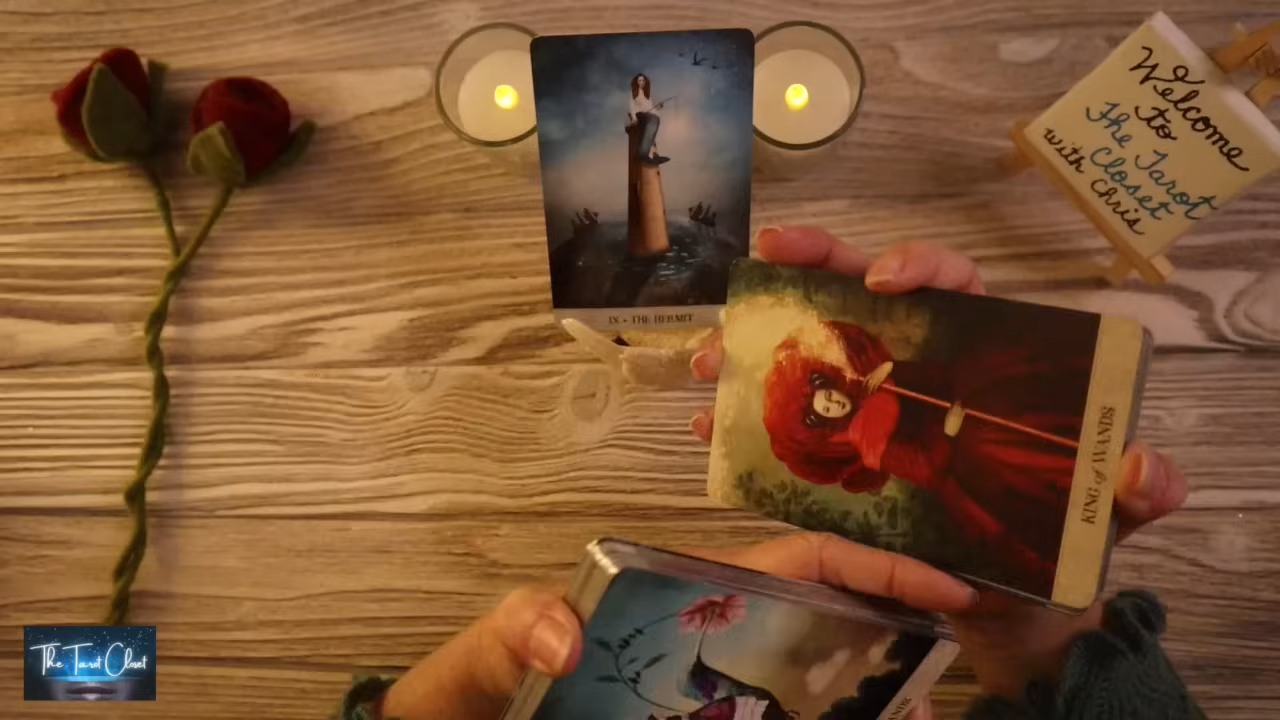 Welcome
to
The Tarot
Closet
with Chris
IX • THE HERMIT
KING of WANDS
The Tarot Closet